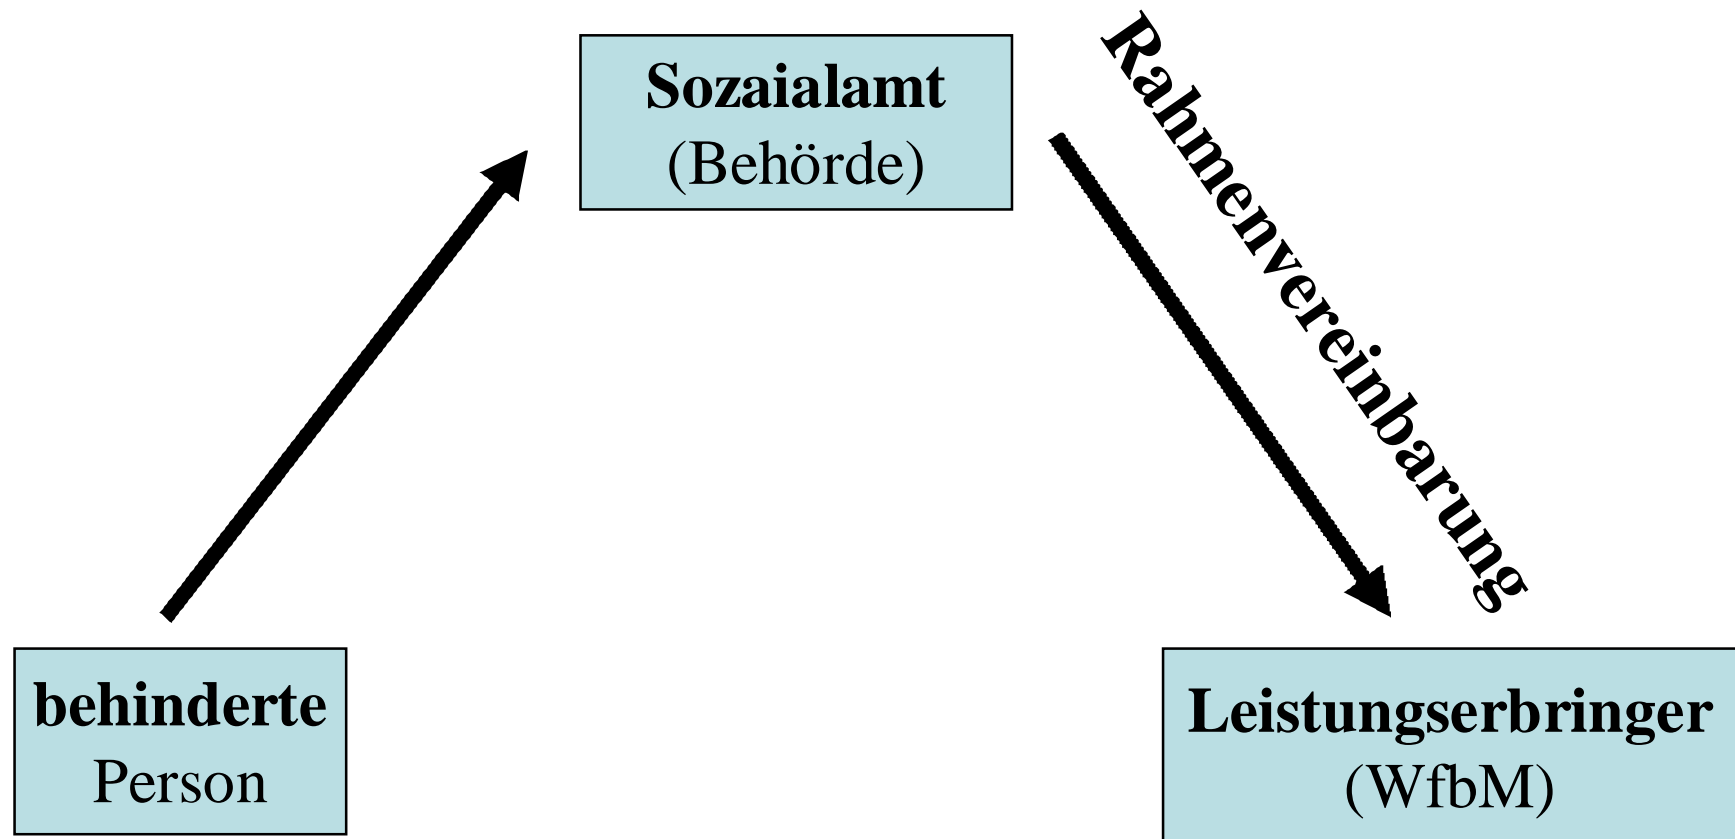 Sozaialamt
(Behörde)
Rahmenvereinbarung
behinderte
Person
Leistungserbringer
(WfbM)